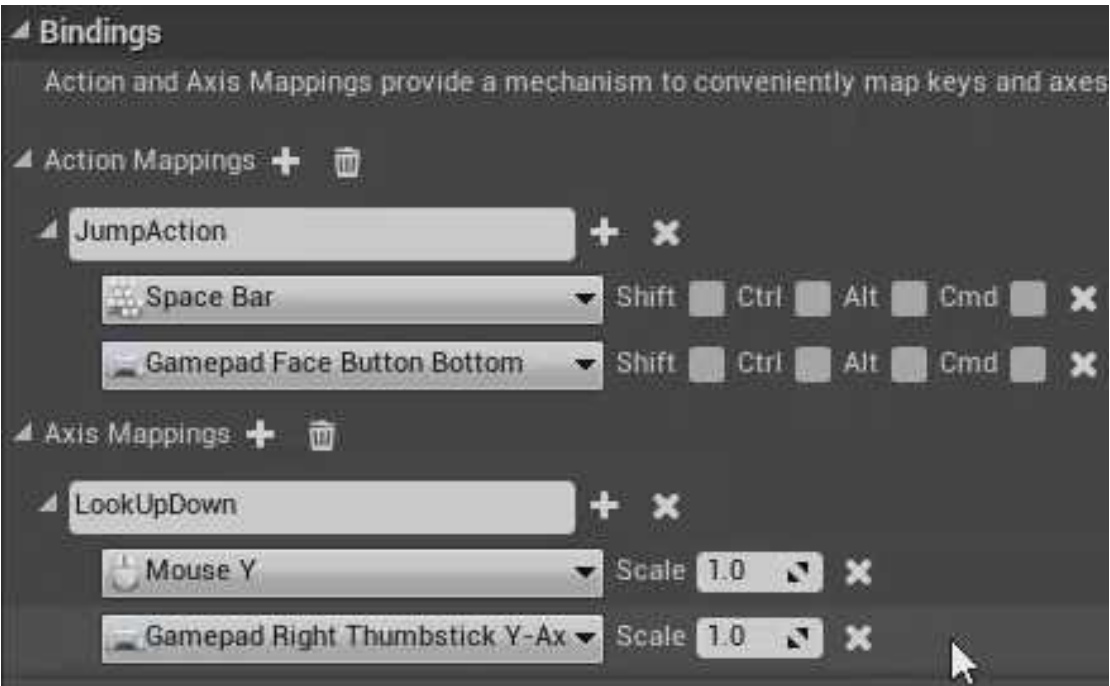 Bindings
Action and Axis Mappings provide a mechanism to conveniently map keys and axes
Action Mappings
JumpAction
Space Bar Shift Ctrl Alt Cmd
Gamepad Face Button Bottom Shift Ctrl Alt Cmd
Axis Mappings
LookUpDown
Mouse Y Scale 1.0
Gamepad Right Thumbstick Y-Ax Scale 1.0